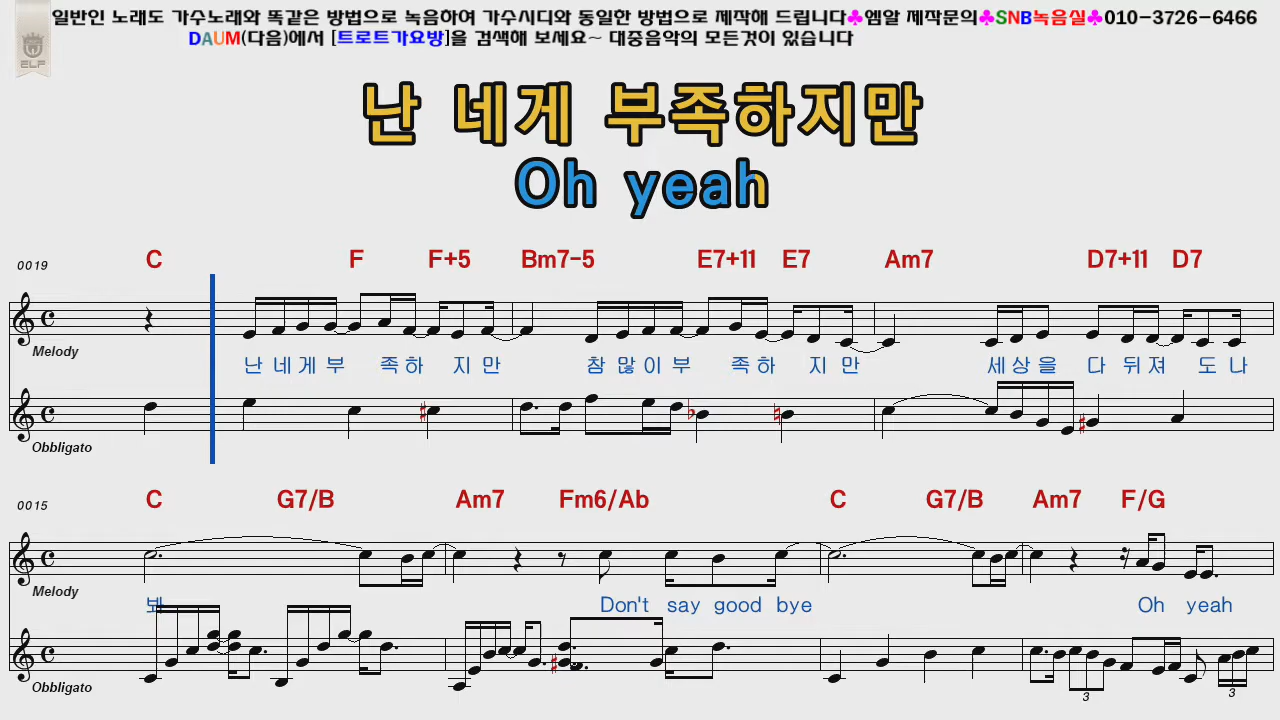 일반인 노래도 가수노래와 똑같은 방법으로 녹음하여 가수시디와 동일한 방법으로 제작해 드립니다♣엠알 제작문의♣SNB녹음실♣010-3726-6466
DAUM(다음)에서 [트로트가요방]을 검색해 보세요~ 대중음악의 모든것이 있습니다
ELF
난 네게 부족하지만
Oh yeah
0019 C F F+5 Bm7-5 E7+11 E7 Am7 D7+11 D7
Melody
난 네게부 족하 지만 참많이부 족하 지만 세상을 다 뒤져 도나
Obbligato
0015 C G7/B Am7 Fm6/Ab C G7/B Am7 F/G
Melody
봬 Don't say good bye Oh yeah
Obbligato
3 3